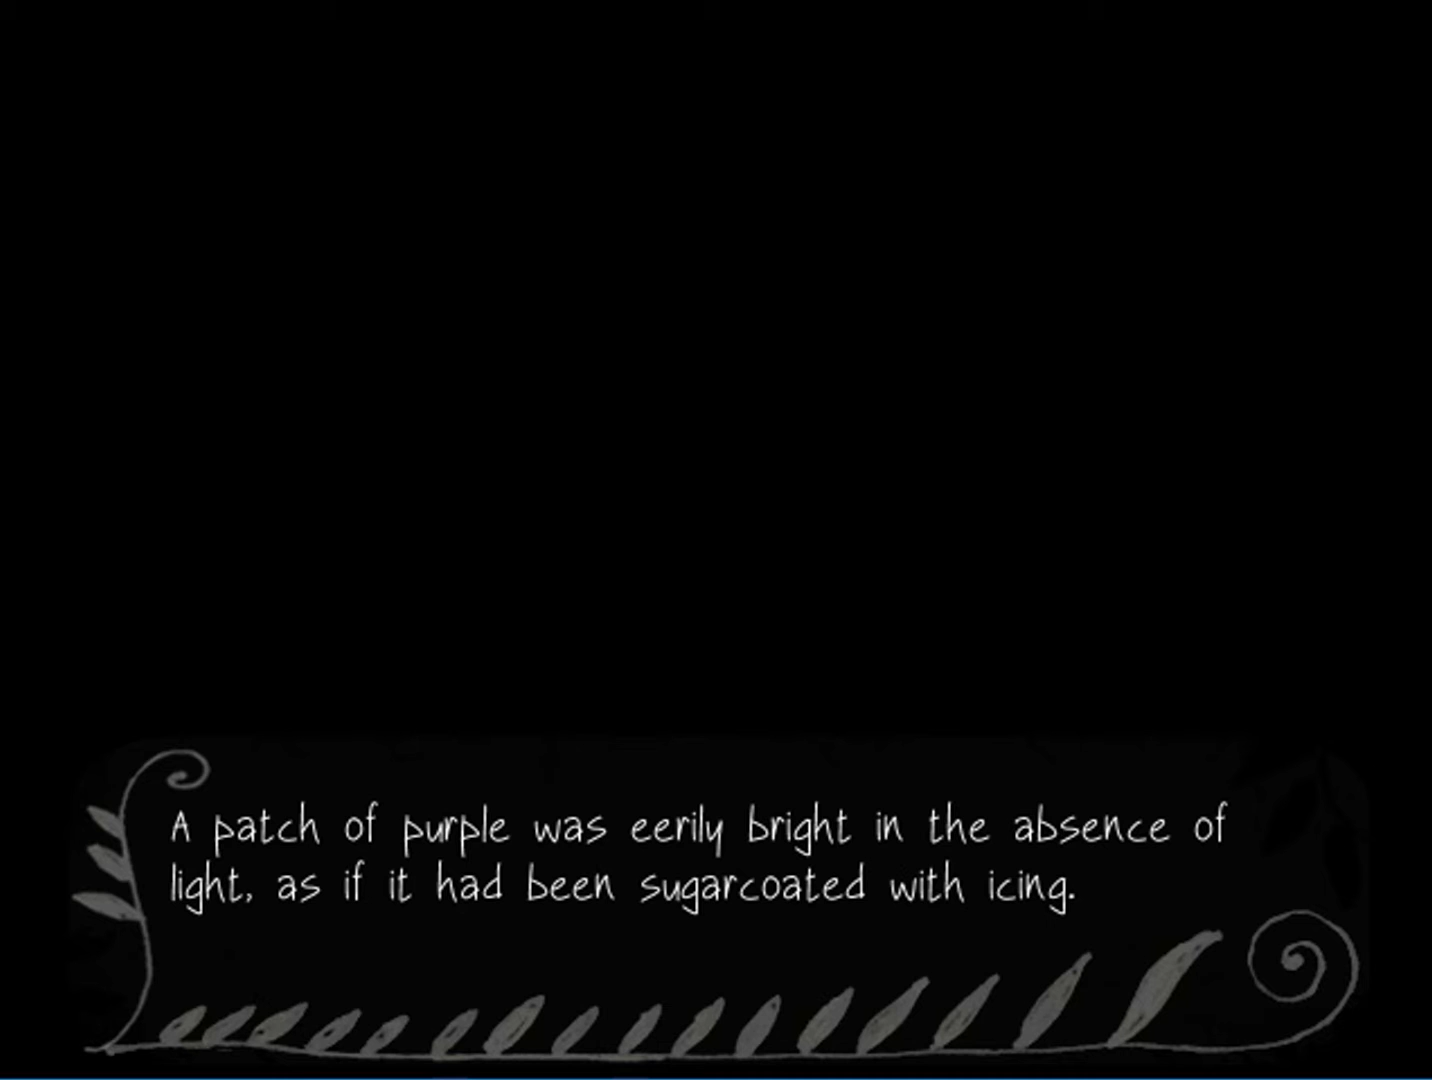 A patch of purple was eerily bright in the absence of
light, as if it had been sugarcoated with icing.